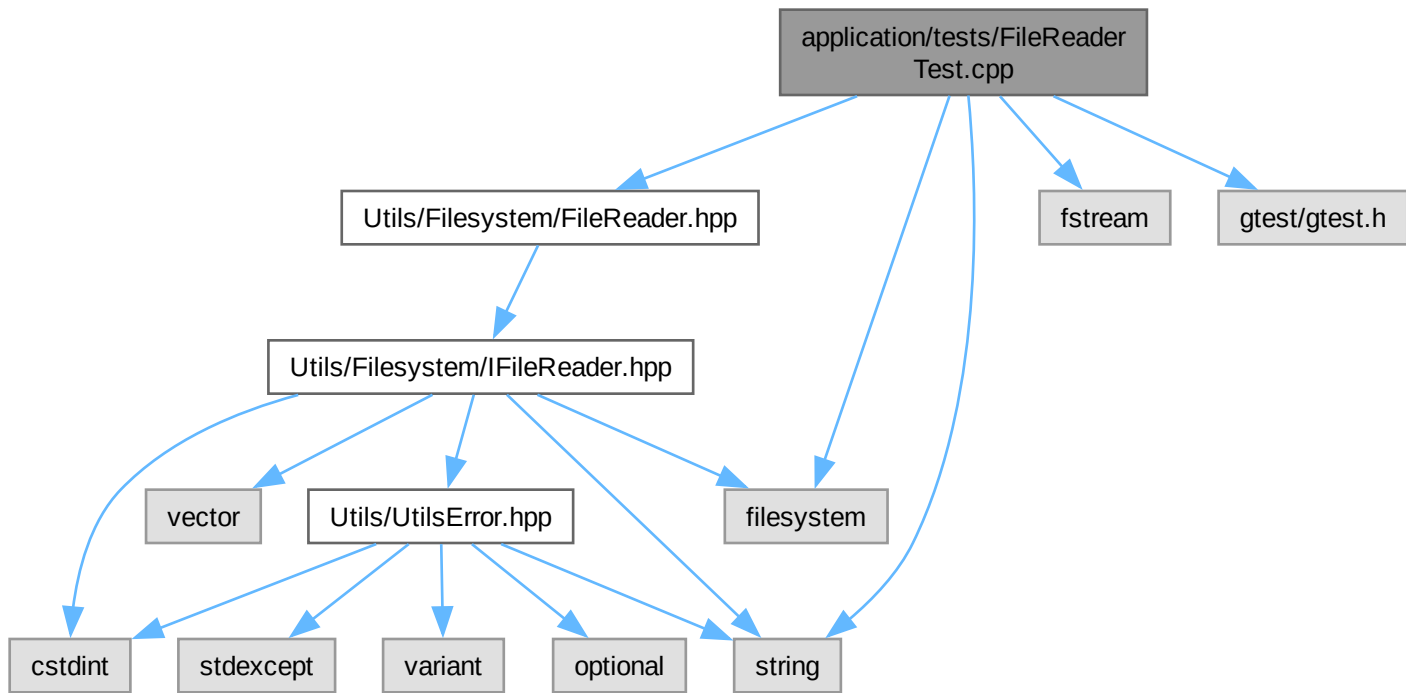 application/tests/FileReader
Test.cpp
Utils/Filesystem/FileReader.hpp
fstream
gtest/gtest.h
Utils/Filesystem/IFileReader.hpp
vector
Utils/UtilsError.hpp
filesystem
cstdint
stdexcept
variant
optional
string